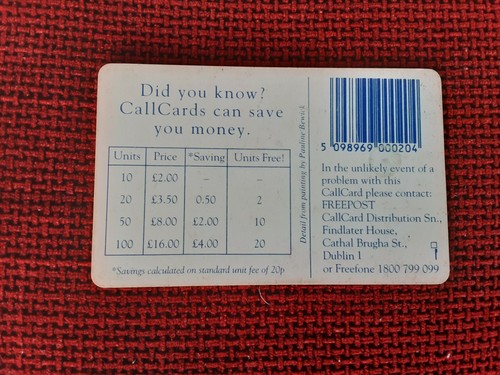 Did you know?
CallCards can save
you money.
Units Price *Saving Units Free!
10 £2.00 – –
20 £3.50 0.50 2
50 £8.00 £2.00 10
100 £16.00 £4.00 20
*Savings calculated on standard unit fee of 20p
Detail from painting by Pauline Bewick
5 098969 000204
In the unlikely event of a
problem with this
CallCard please contact:
FREEPOST
CallCard Distribution Sn.,
Findlater House,
Cathal Brugha St.,
Dublin 1
or Freefone 1800 799 099